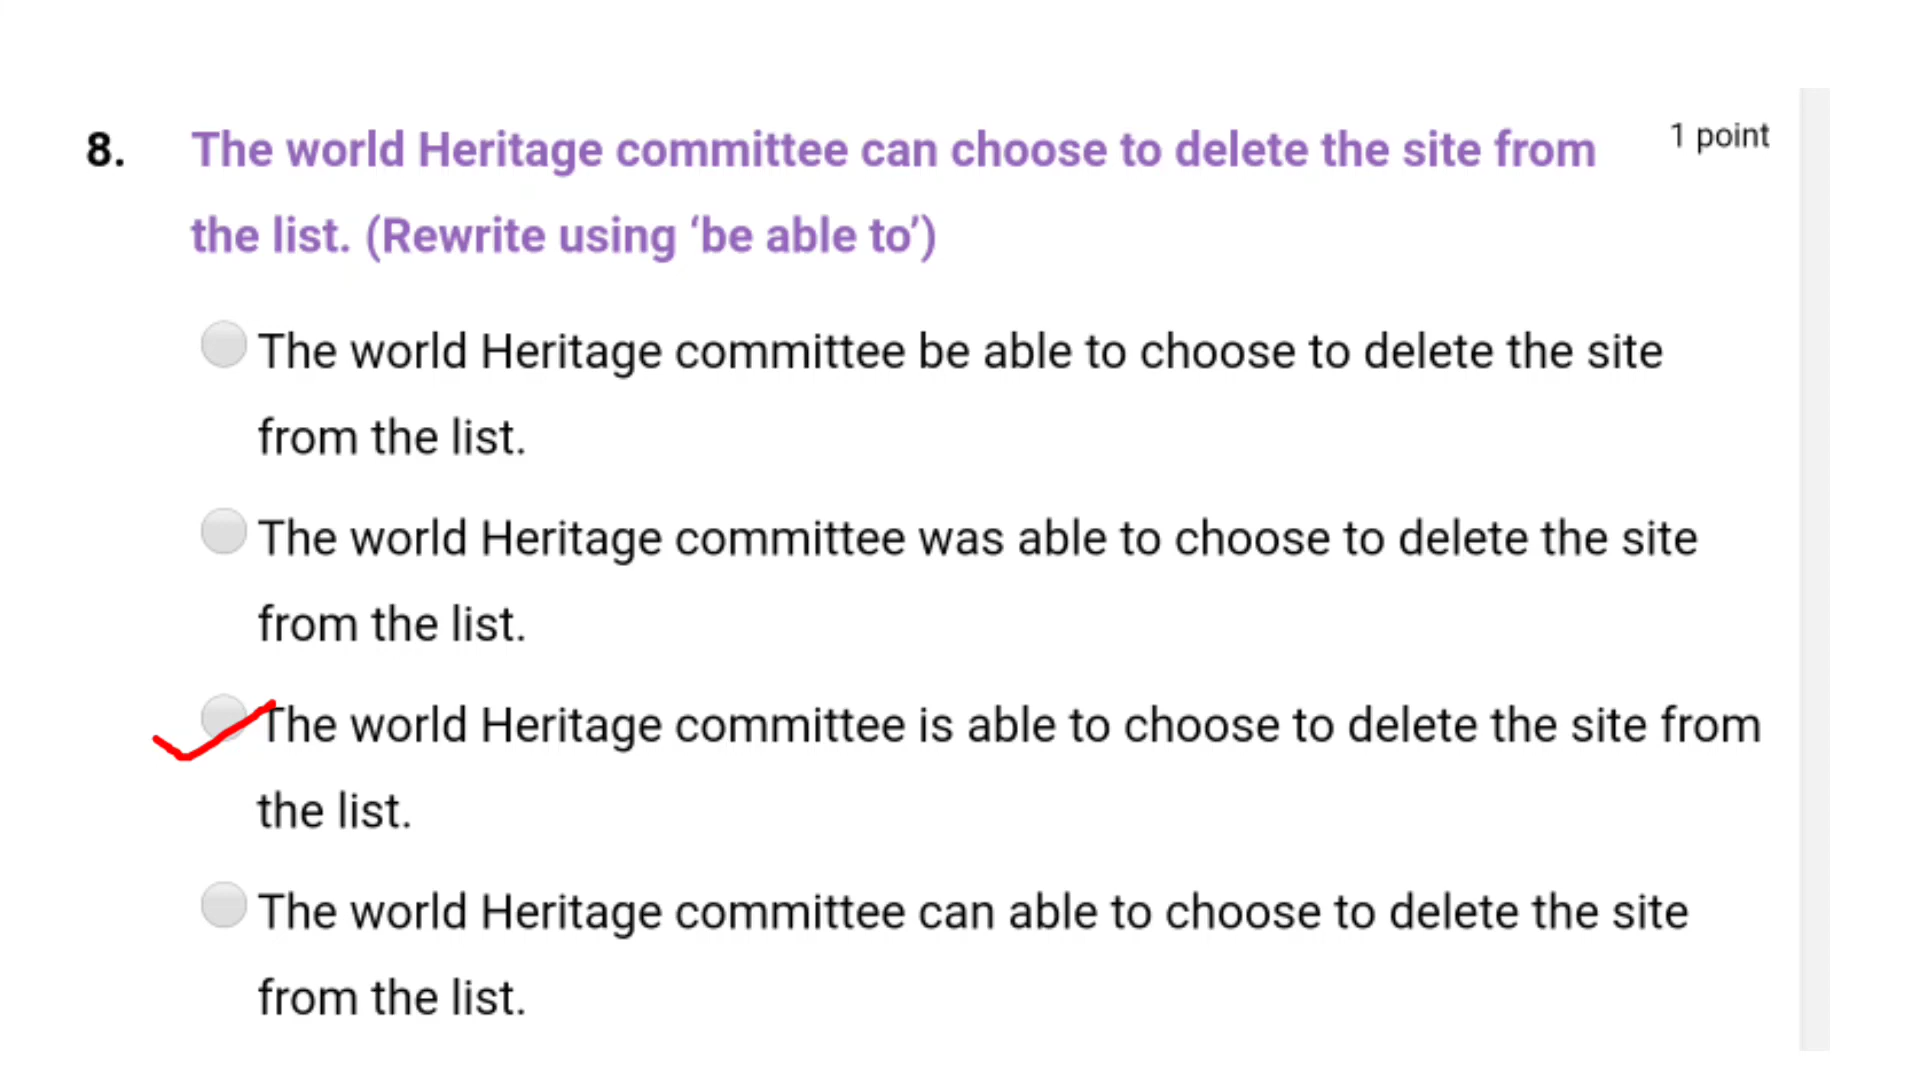 8. The world Heritage committee can choose to delete the site from 1 point
the list. (Rewrite using ‘be able to’)
The world Heritage committee be able to choose to delete the site
from the list.
The world Heritage committee was able to choose to delete the site
from the list.
The world Heritage committee is able to choose to delete the site from
the list.
The world Heritage committee can able to choose to delete the site
from the list.